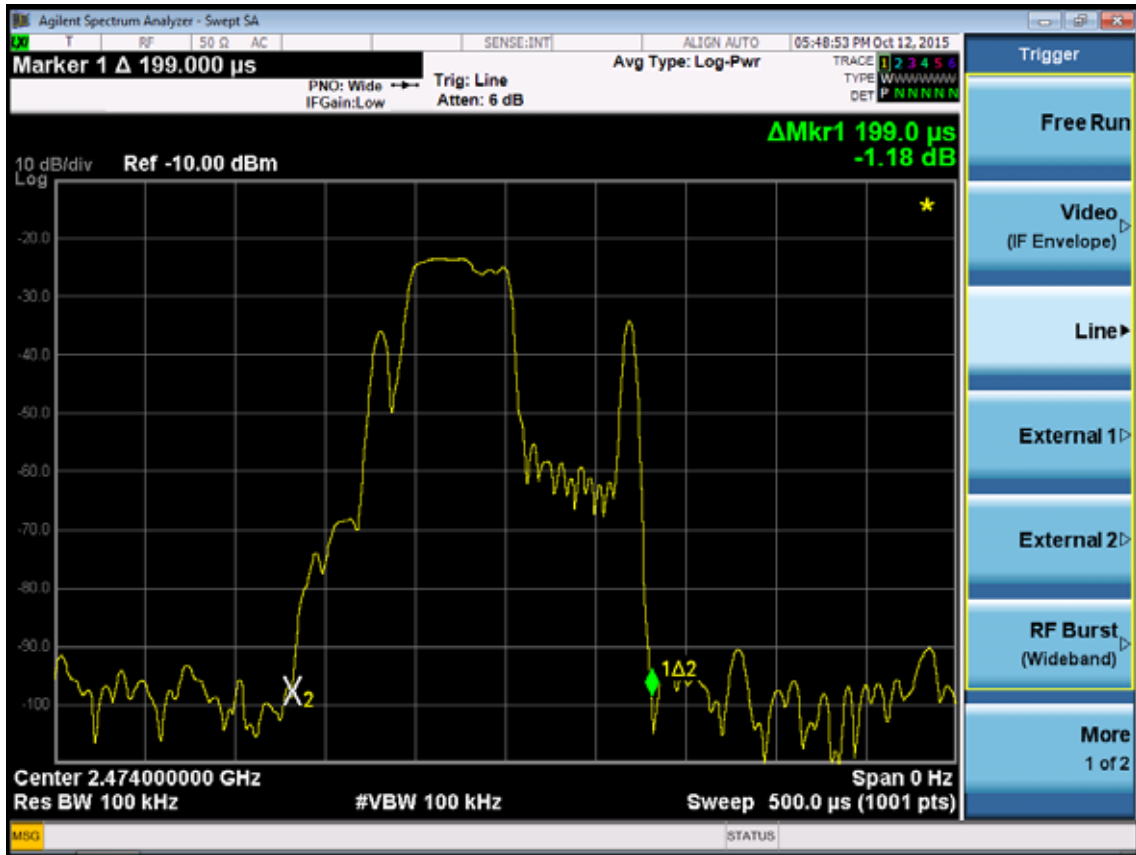 Agilent Spectrum Analyzer - Swept SA
LXI T RF 50 Ω AC SENSE:INT ALIGN AUTO 05:48:53 PM Oct 12, 2015
Marker 1 Δ 199.000 µs
PNO: Wide
IFGain:Low
Trig: Line
Atten: 6 dB
Avg Type: Log-Pwr
TRACE 1 2 3 4 5 6
TYPE W W W W W W
DET P N N N N N
ΔMkr1 199.0 µs
-1.18 dB
10 dB/div Ref -10.00 dBm
Log
-20.0
-30.0
-40.0
-50.0
-60.0
-70.0
-80.0
-90.0
-100
X2
1Δ2
*
Center 2.474000000 GHz
Span 0 Hz
Res BW 100 kHz
#VBW 100 kHz
Sweep 500.0 µs (1001 pts)
MSG
STATUS
Trigger
Free Run
Video
(IF Envelope)
Line
External 1
External 2
RF Burst
(Wideband)
More
1 of 2